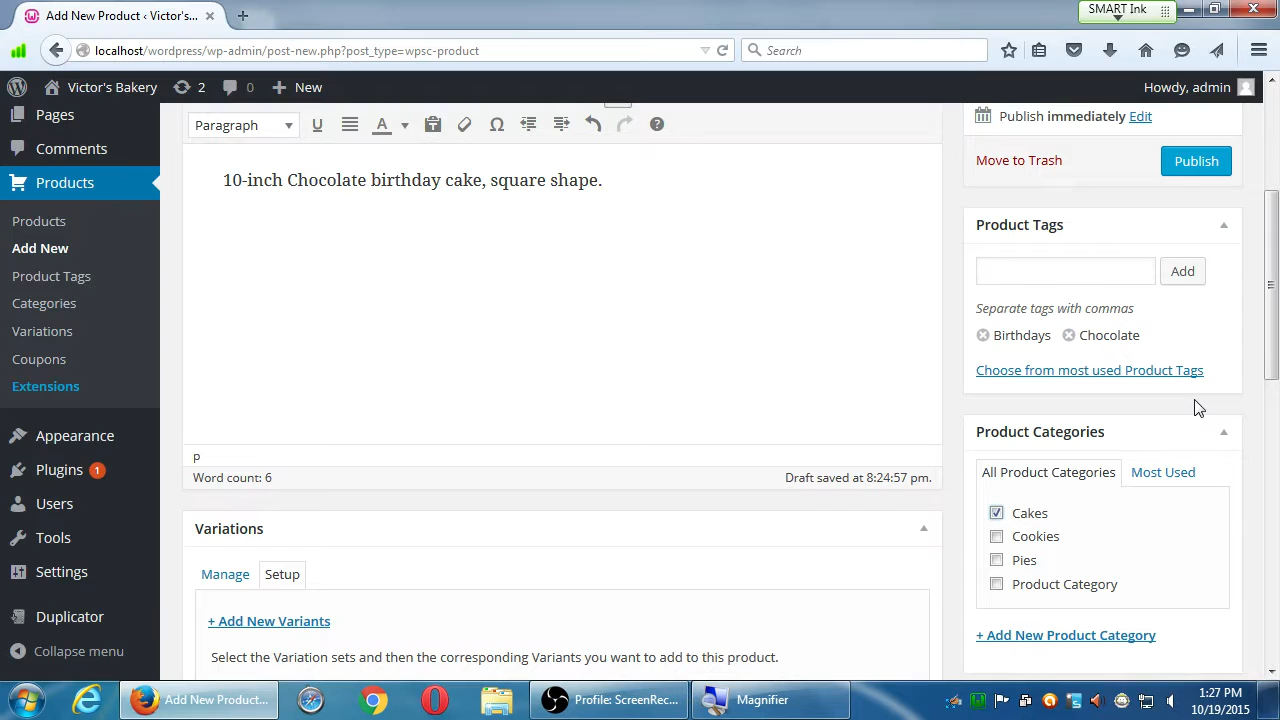 Add New Product ‹ Victor's...
SMART Ink
localhost/wordpress/wp-admin/post-new.php?post_type=wpsc-product
Search
Victor's Bakery
2
0
New
Howdy, admin
Pages
Comments
Products
Products
Add New
Product Tags
Categories
Variations
Coupons
Extensions
Appearance
Plugins 1
Users
Tools
Settings
Duplicator
Collapse menu
Paragraph
10-inch Chocolate birthday cake, square shape.
p
Word count: 6
Draft saved at 8:24:57 pm.
Variations
Manage
Setup
+ Add New Variants
Select the Variation sets and then the corresponding Variants you want to add to this product.
Publish immediately Edit
Move to Trash
Publish
Product Tags
Add
Separate tags with commas
Birthdays
Chocolate
Choose from most used Product Tags
Product Categories
All Product Categories
Most Used
Cakes
Cookies
Pies
Product Category
+ Add New Product Category
Add New Product...
Profile: ScreenRec...
Magnifier
1:27 PM
10/19/2015